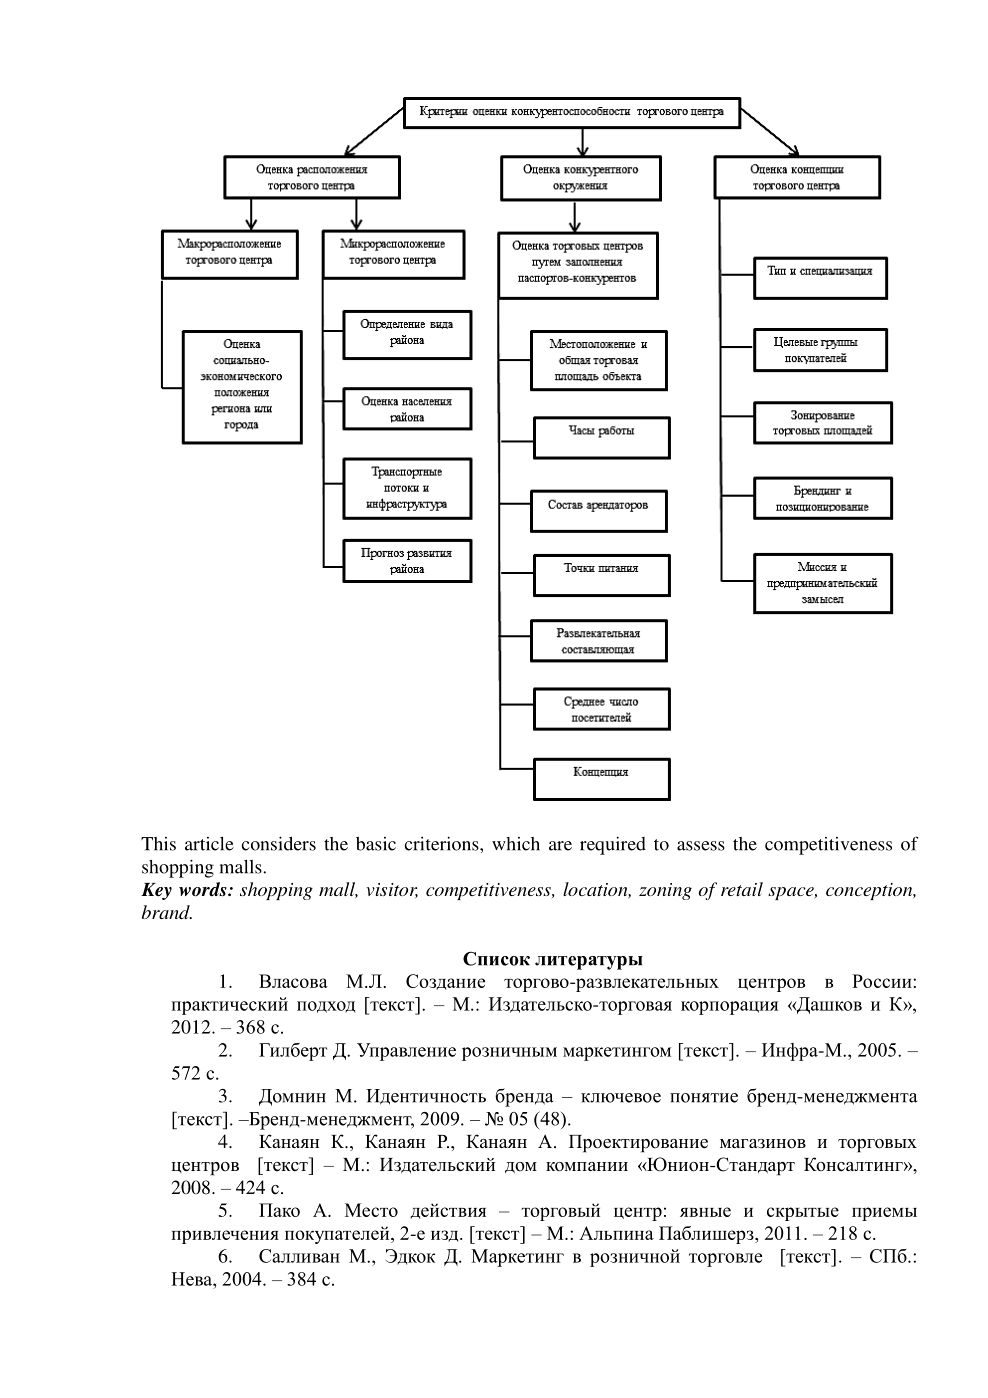 Критерии оценки конкурентоспособности торгового центра
Оценка расположения
торгового центра
Макрорасположение
торгового центра
Оценка
социально-
экономического
положения
региона или
города
Микрорасположение
торгового центра
Определение вида
района
Оценка населения
района
Транспортные
потоки и
инфраструктура
Прогноз развития
района
Оценка конкурентного
окружения
Оценка торговых центров
путем заполнения
паспортов-конкурентов
Местоположение и
общая торговая
площадь объекта
Часы работы
Состав арендаторов
Точки питания
Развлекательная
составляющая
Среднее число
посетителей
Концепция
Оценка концепции
торгового центра
Тип и специализация
Целевые группы
покупателей
Зонирование
торговых площадей
Брендинг и
позиционирование
Миссия и
предпринимательский
замысел
This article considers the basic criterions, which are required to assess the competitiveness of
shopping malls.
Key words: shopping mall, visitor, competitiveness, location, zoning of retail space, conception,
brand.
Список литературы
1. Власова М.Л. Создание торгово-развлекательных центров в России:
практический подход [текст]. – М.: Издательско-торговая корпорация «Дашков и К»,
2012. – 368 с.
2. Гилберт Д. Управление розничным маркетингом [текст]. – Инфра-М., 2005. –
572 с.
3. Домнин М. Идентичность бренда – ключевое понятие бренд-менеджмента
[текст]. –Бренд-менеджмент, 2009. – № 05 (48).
4. Канаян К., Канаян Р., Канаян А. Проектирование магазинов и торговых
центров [текст] – М.: Издательский дом компании «Юнион-Стандарт Консалтинг»,
2008. – 424 с.
5. Пако А. Место действия – торговый центр: явные и скрытые приемы
привлечения покупателей, 2-е изд. [текст] – М.: Альпина Паблишерз, 2011. – 218 с.
6. Салливан М., Эдкок Д. Маркетинг в розничной торговле [текст]. – СПб.:
Нева, 2004. – 384 с.